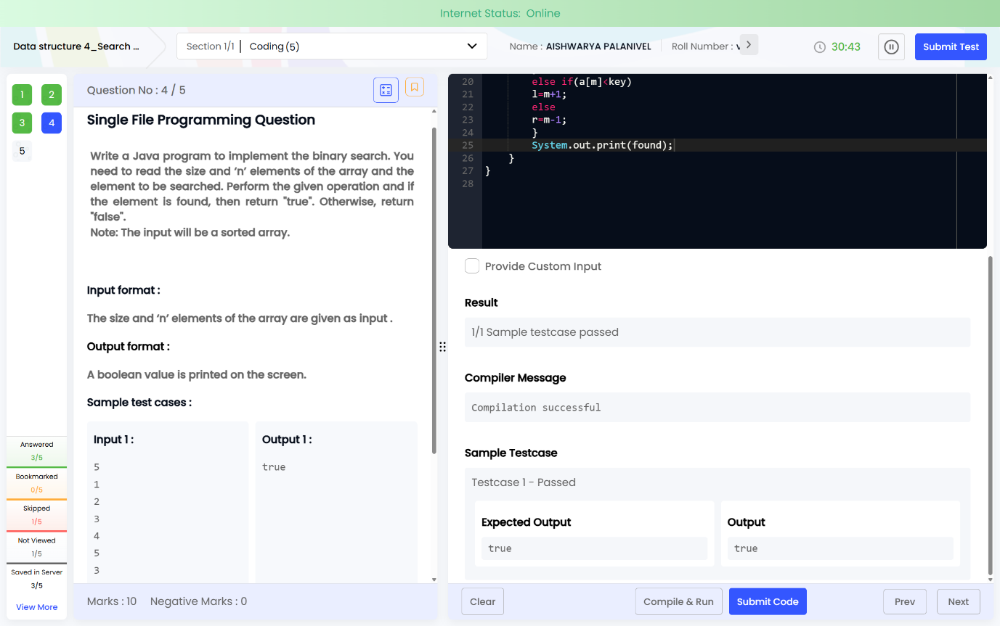 Internet Status: Online
Data structure 4_Search ...
Section 1/1 | Coding (5)
Name : AISHWARYA PALANIVEL
Roll Number :
30:43
Submit Test
1
2
3
4
5
Answered
3/5
Bookmarked
0/5
Skipped
1/5
Not Viewed
1/5
Saved in Server
3/5
View More
Question No : 4 / 5
Single File Programming Question
Write a Java program to implement the binary search. You
need to read the size and ‘n’ elements of the array and the
element to be searched. Perform the given operation and if
the element is found, then return "true". Otherwise, return
"false".
Note: The input will be a sorted array.
Input format :
The size and ‘n’ elements of the array are given as input .
Output format :
A boolean value is printed on the screen.
Sample test cases :
Input 1 :
5
1
2
3
4
5
3
Output 1 :
true
Marks : 10 Negative Marks : 0
20 else if(a[m]<key)
21 l=m+1;
22 else
23 r=m-1;
24 }
25 System.out.print(found);
26 }
27 }
28
Provide Custom Input
Result
1/1 Sample testcase passed
Compiler Message
Compilation successful
Sample Testcase
Testcase 1 - Passed
Expected Output
true
Output
true
Clear
Compile & Run
Submit Code
Prev
Next